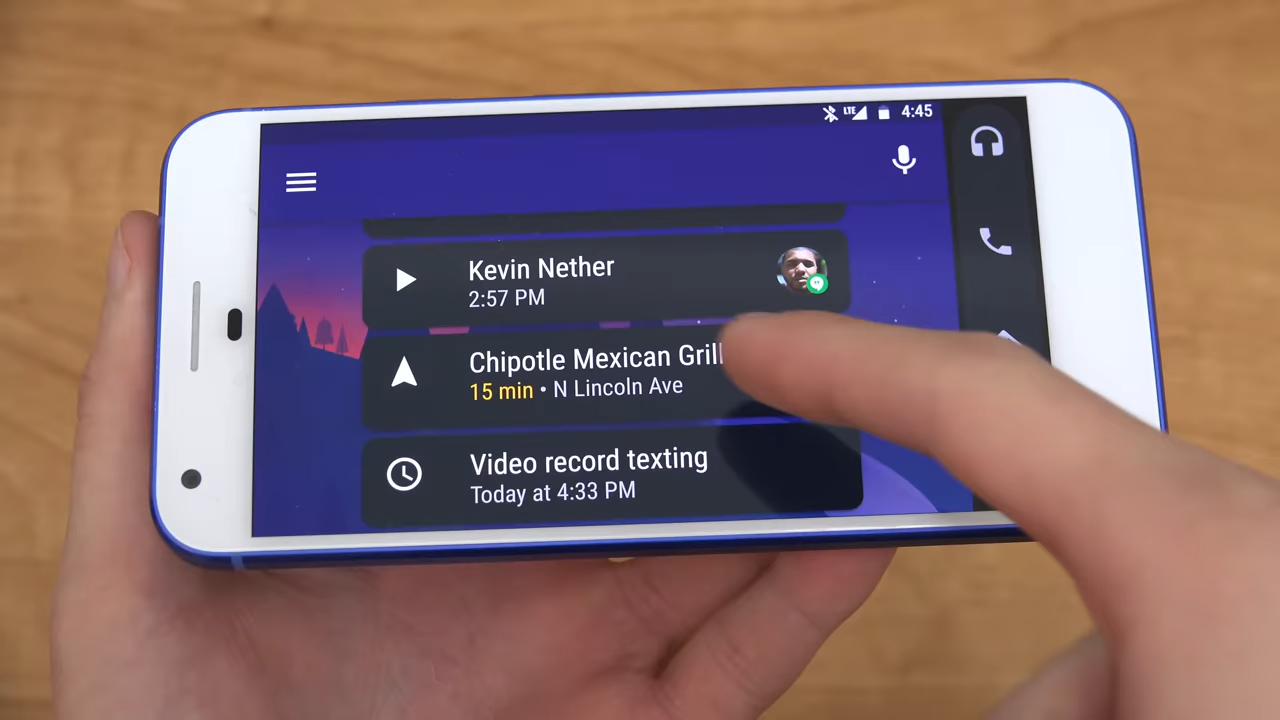 LTE 4:45
Kevin Nether
2:57 PM
Chipotle Mexican Grill
15 min • N Lincoln Ave
Video record texting
Today at 4:33 PM